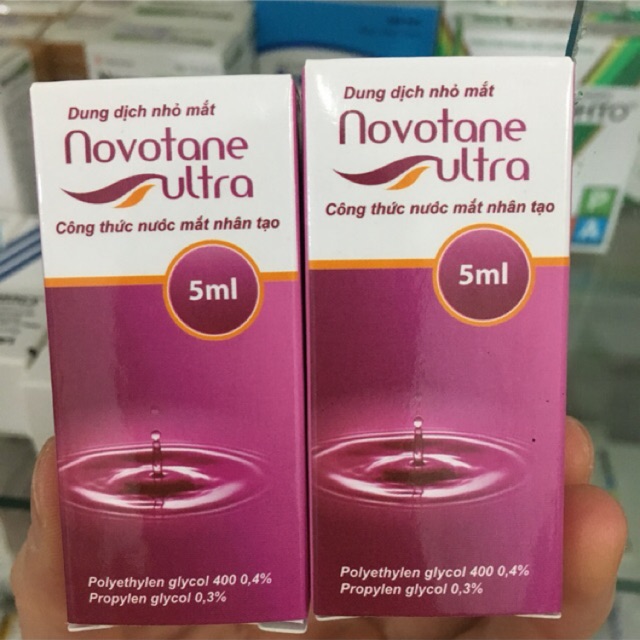 Dung dịch nhỏ mắt
Novotane
ultra
Công thức nước mắt nhân tạo
5ml
Polyethylen glycol 400 0,4%
Propylen glycol 0,3%
Dung dịch nhỏ mắt
Novotane
ultra
Công thức nước mắt nhân tạo
5ml
Polyethylen glycol 400 0,4%
Propylen glycol 0,3%
P
A